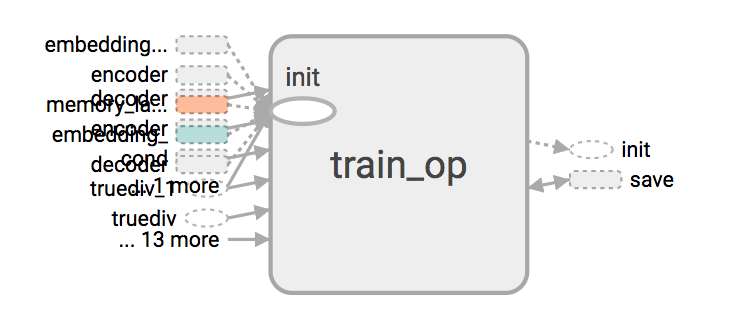 embedding...
encoder
decoder
memory_la...
encoder
embedding_
cond
decoder
truediv_1
... 1 more
truediv
... 13 more
init
train_op
init
save